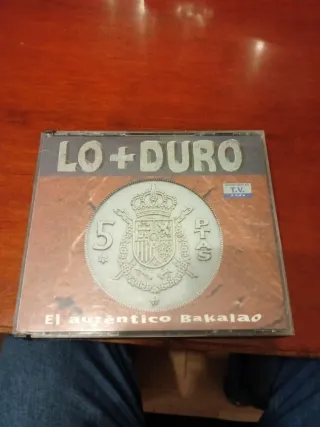 LO + DURO
T.V.
5 PTAS
El auténtico Bakalao